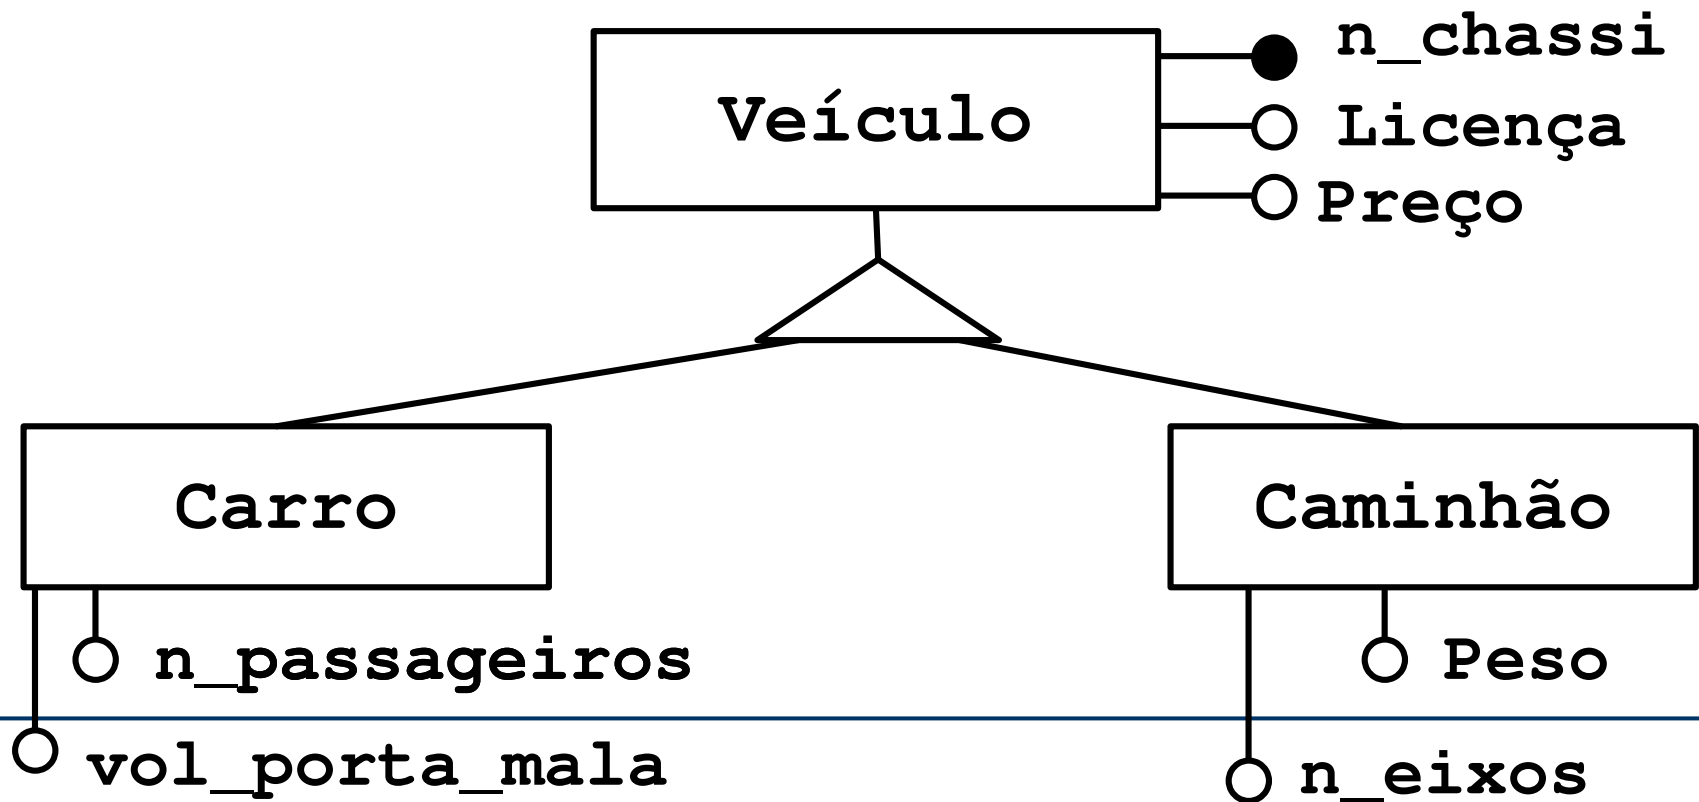 n_chassi
Veículo
Licença
Preço
Carro
Caminhão
n_passageiros
Peso
vol_porta_mala
n_eixos